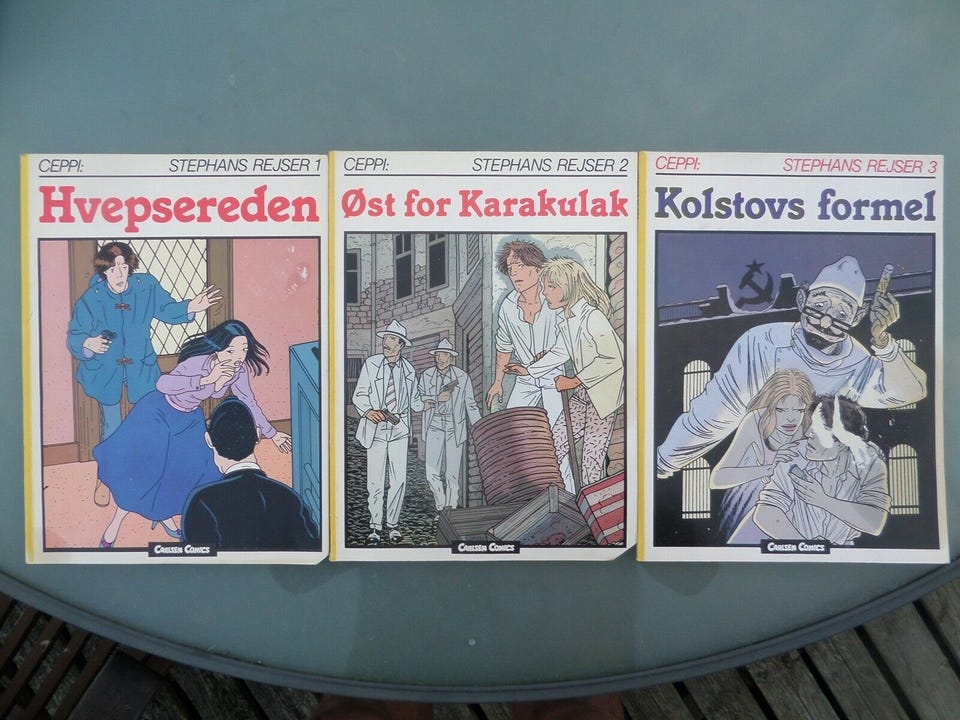 CEPPI: STEPHANS REJSER 1
Hvepsereden
CARLSEN COMICS
CEPPI: STEPHANS REJSER 2
Øst for Karakulak
CARLSEN COMICS
CEPPI: STEPHANS REJSER 3
Kolstovs formel
CARLSEN COMICS